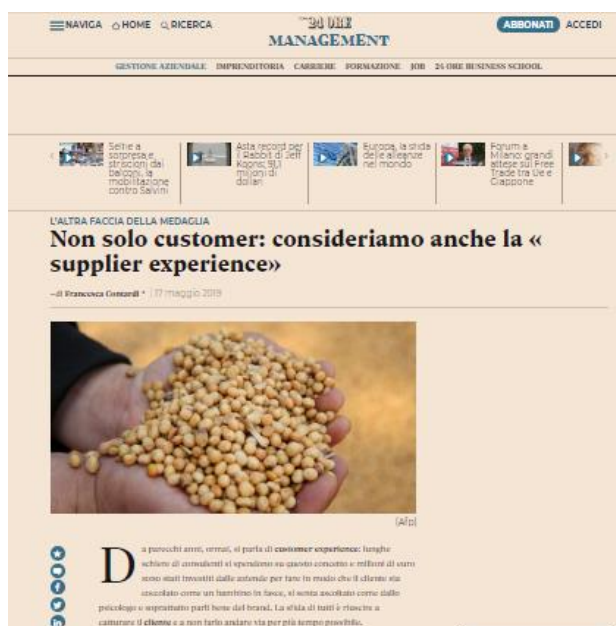 NAVIGA HOME RICERCA
24 ORE
MANAGEMENT
ABBONATI ACCEDI
GESTIONE AZIENDALE IMPRENDITORIA CARRIERE FORMAZIONE JOB 24 ORE BUSINESS SCHOOL
Selfie a
sorpresa e
striscioni dai
balconi, la
mobilitazione
contro Salvini
Asta record per
il Rabbit di Jeff
Koons: 91,1
milioni di
dollari
Europa, la sfida
delle alleanze
nel mondo
Forum a
Milano: grandi
attese sul Free
Trade tra Ue e
Giappone
L'ALTRA FACCIA DELLA MEDAGLIA
Non solo customer: consideriamo anche la «
supplier experience»
–di Francesca Contardi * | 17 maggio 2019
(Afp)
Da parecchi anni, ormai, si parla di customer experience: lunghe
schiere di consulenti si spendono su questo concetto e milioni di euro
sono stati investiti dalle aziende per fare in modo che il cliente sia
coccolato come un bambino in fasce, si senta ascoltato come dallo
psicologo e soprattutto parli bene del brand. La sfida di tutti è riuscire a
catturare il cliente e a non farlo andare via per più tempo possibile.